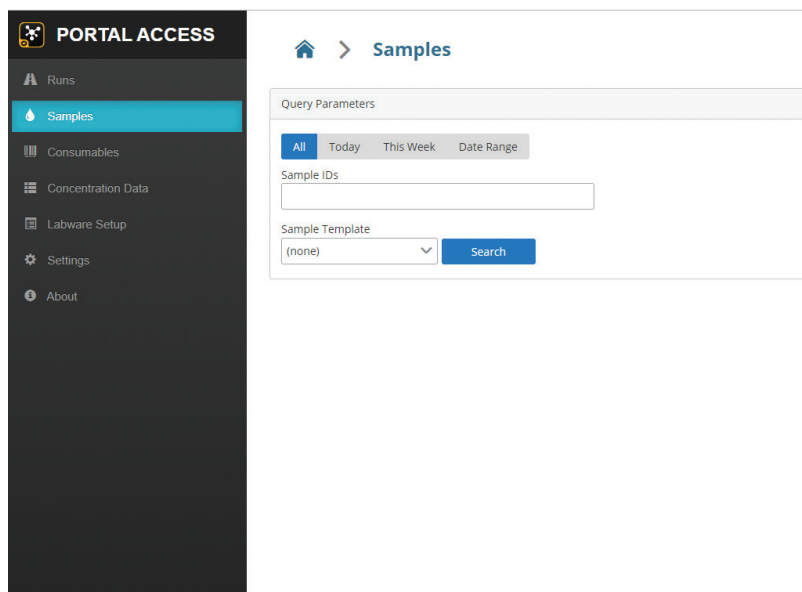 PORTAL ACCESS
Runs
Samples
Consumables
Concentration Data
Labware Setup
Settings
About
Samples
Query Parameters
All Today This Week Date Range
Sample IDs
Sample Template
(none) Search